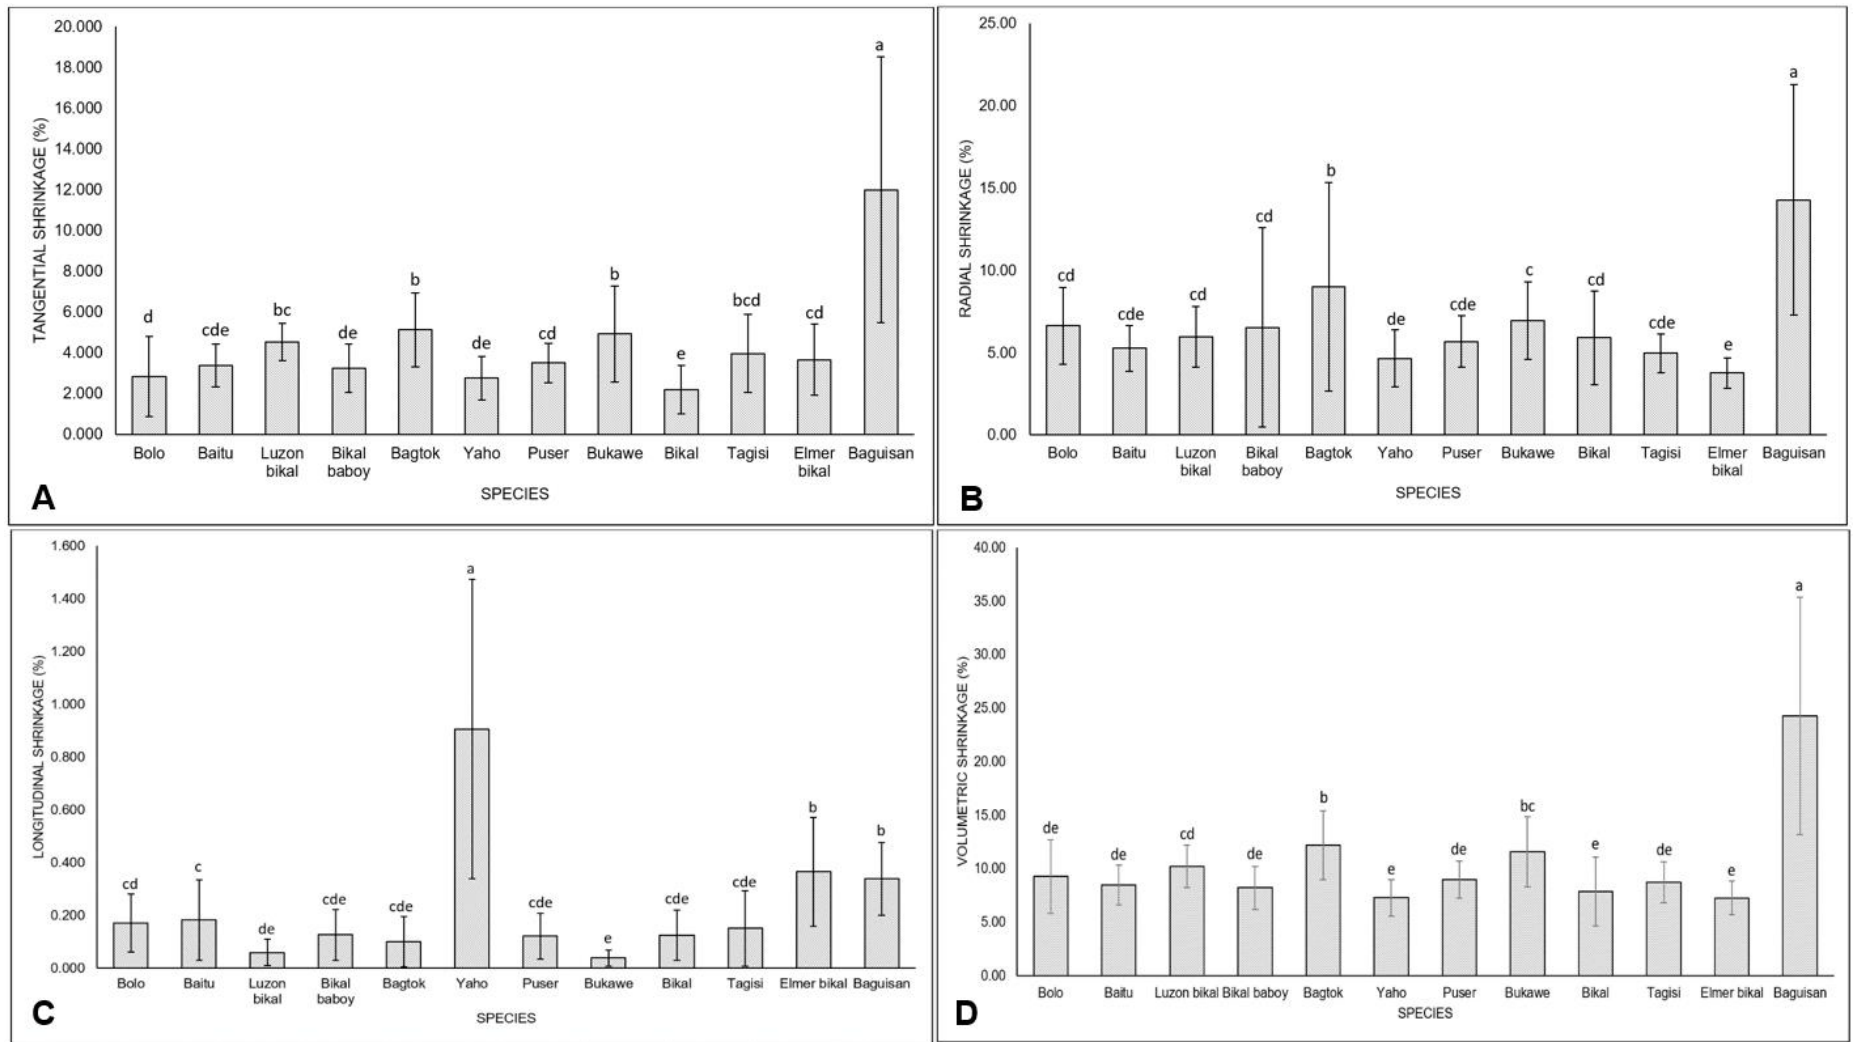 20.000
18.000
16.000
14.000
12.000
10.000
8.000
6.000
4.000
2.000
0.000
TANGENTIAL SHRINKAGE (%)
d
cde
bc
de
b
de
cd
b
e
bcd
cd
a
Bolo Baitu Luzon bikal Bikal baboy Bagtok Yaho Puser Bukawe Bikal Tagisi Elmer bikal Baguisan
SPECIES
A
25.00
20.00
15.00
10.00
5.00
0.00
RADIAL SHRINKAGE (%)
cd
cde
cd
cd
b
de
cde
c
cd
cde
e
a
Bolo Baitu Luzon bikal Bikal baboy Bagtok Yaho Puser Bukawe Bikal Tagisi Elmer bikal Baguisan
SPECIES
B
1.600
1.400
1.200
1.000
0.800
0.600
0.400
0.200
0.000
LONGITUDINAL SHRINKAGE (%)
cd
c
de
cde
cde
a
cde
e
cde
cde
b
b
Bolo Baitu Luzon bikal Bikal baboy Bagtok Yaho Puser Bukawe Bikal Tagisi Elmer bikal Baguisan
SPECIES
C
40.00
35.00
30.00
25.00
20.00
15.00
10.00
5.00
0.00
VOLUMETRIC SHRINKAGE (%)
de
de
cd
de
b
e
de
bc
e
de
e
a
Bolo Baitu Luzon bikal Bikal baboy Bagtok Yaho Puser Bukawe Bikal Tagisi Elmer bikal Baguisan
SPECIES
D